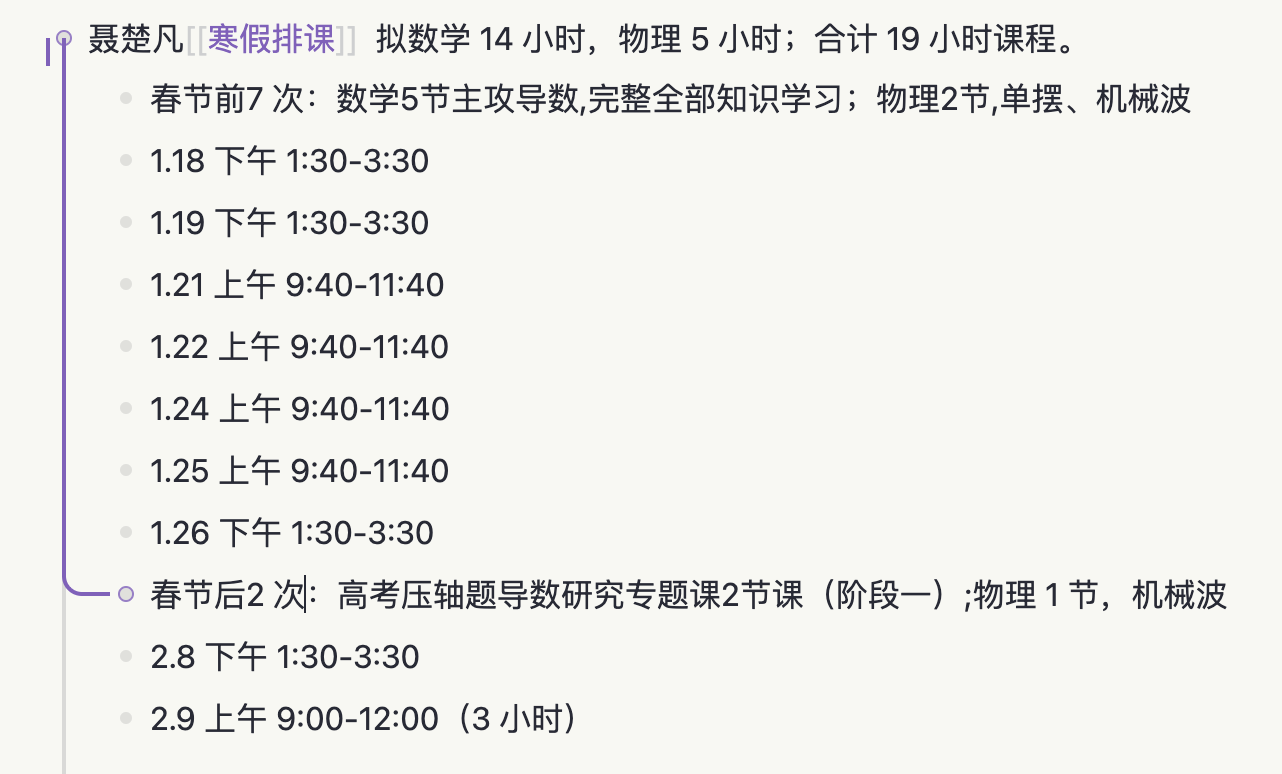 聂楚凡[[寒假排课]] 拟数学 14 小时，物理 5 小时；合计 19 小时课程。
春节前7 次：数学5节主攻导数,完整全部知识学习；物理2节,单摆、机械波
1.18 下午 1:30-3:30
1.19 下午 1:30-3:30
1.21 上午 9:40-11:40
1.22 上午 9:40-11:40
1.24 上午 9:40-11:40
1.25 上午 9:40-11:40
1.26 下午 1:30-3:30
春节后2 次：高考压轴题导数研究专题课2节课（阶段一）;物理 1 节，机械波
2.8 下午 1:30-3:30
2.9 上午 9:00-12:00（3 小时）